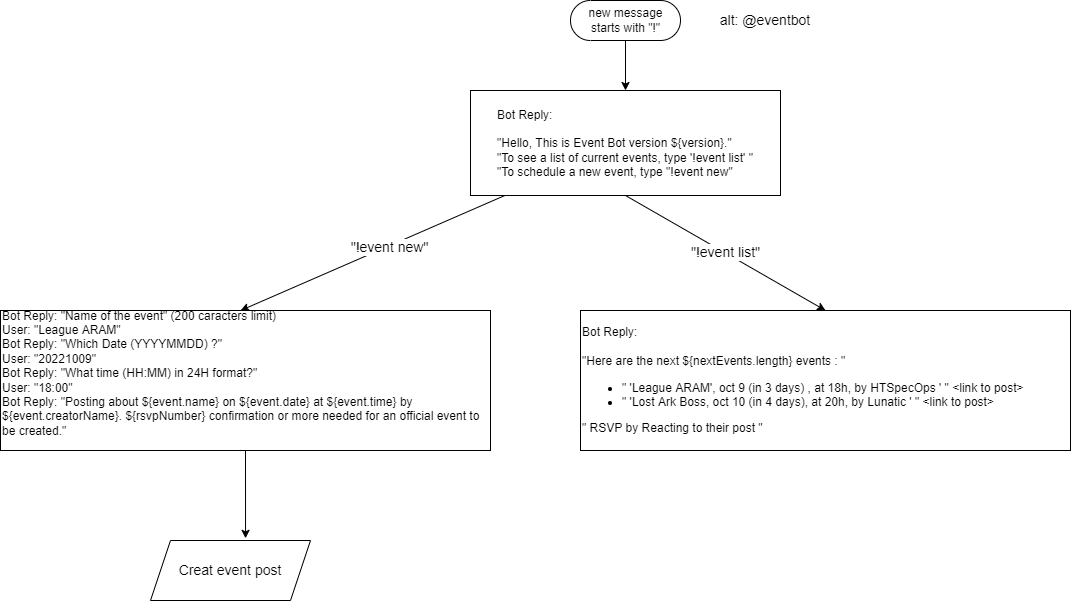 new message
starts with "!"
alt: @eventbot
Bot Reply:
"Hello, This is Event Bot version ${version}."
"To see a list of current events, type '!event list' "
"To schedule a new event, type "!event new"
"!event new"
"!event list"
Bot Reply: "Name of the event" (200 caracters limit)
User: "League ARAM"
Bot Reply: "Which Date (YYYYMMDD) ?"
User: "20221009"
Bot Reply: "What time (HH:MM) in 24H format?"
User: "18:00"
Bot Reply: "Posting about ${event.name} on ${event.date} at ${event.time} by
${event.creatorName}. ${rsvpNumber} confirmation or more needed for an official event to
be created."
Bot Reply:
"Here are the next ${nextEvents.length} events : "
• " 'League ARAM', oct 9 (in 3 days) , at 18h, by HTSpecOps ' " <link to post>
• " 'Lost Ark Boss, oct 10 (in 4 days), at 20h, by Lunatic ' " <link to post>
" RSVP by Reacting to their post "
Creat event post